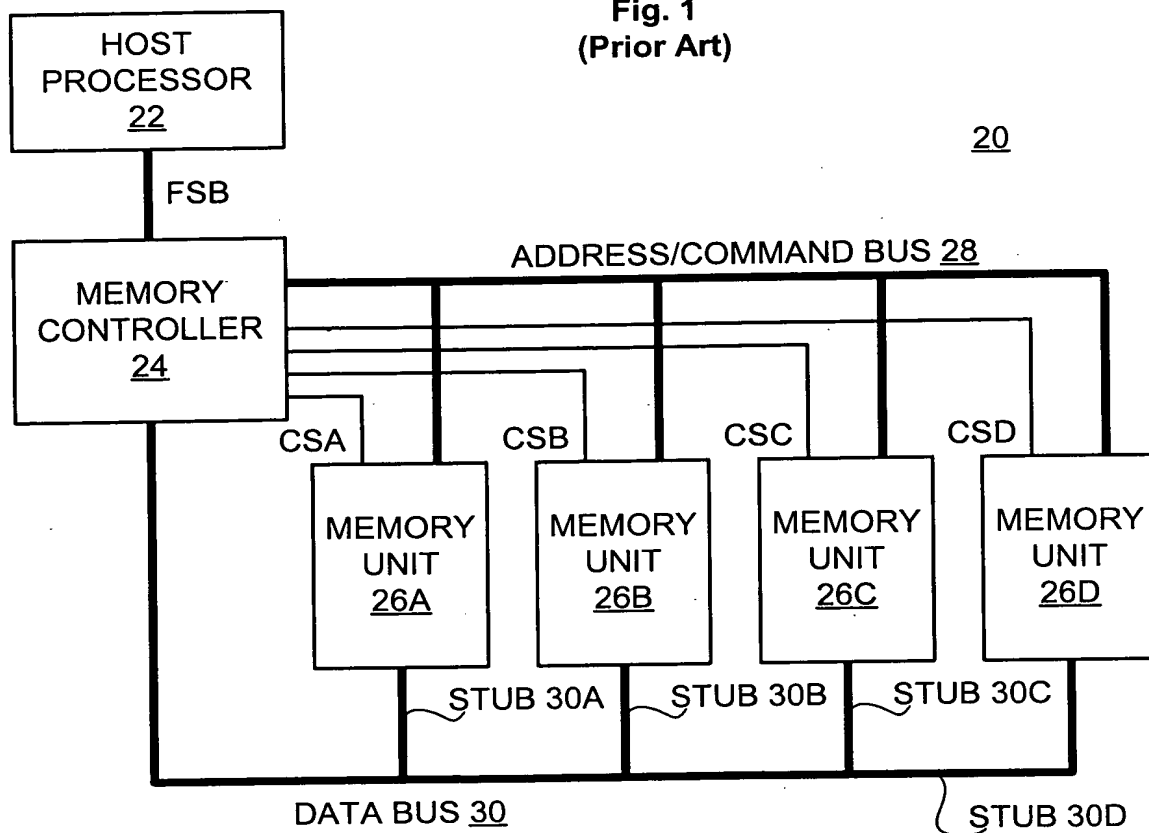 Fig. 1
(Prior Art)
HOST
PROCESSOR
22
20
FSB
ADDRESS/COMMAND BUS 28
MEMORY
CONTROLLER
24
CSA
CSB
CSC
CSD
MEMORY
UNIT
26A
MEMORY
UNIT
26B
MEMORY
UNIT
26C
MEMORY
UNIT
26D
STUB 30A
STUB 30B
STUB 30C
DATA BUS 30
STUB 30D